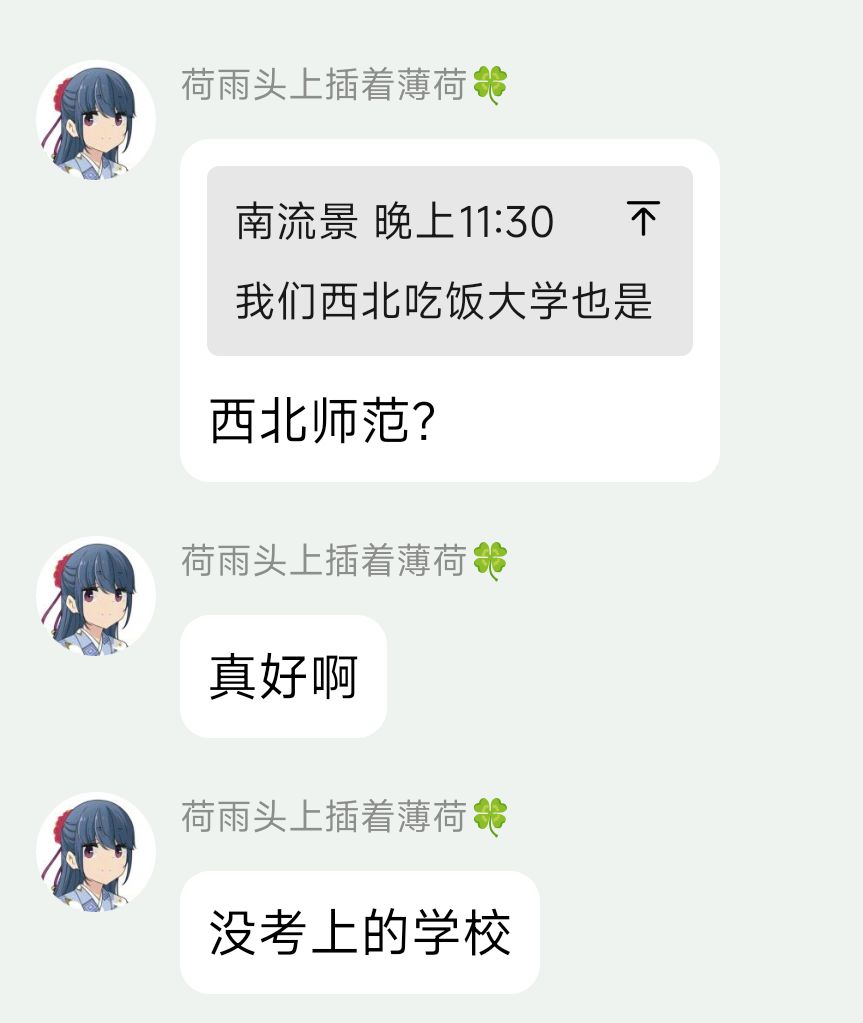 荷雨头上插着薄荷🍀
南流景 晚上11:30
我们西北吃饭大学也是
西北师范?
荷雨头上插着薄荷🍀
真好啊
荷雨头上插着薄荷🍀
没考上的学校